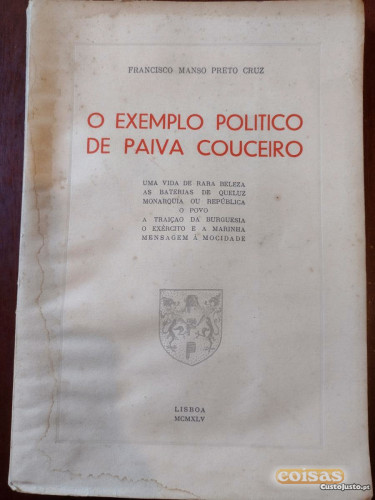 FRANCISCO MANSO PRETO CRUZ
O EXEMPLO POLITICO
DE PAIVA COUCEIRO
UMA VIDA DE RARA BELEZA
AS BATERIAS DE QUELUZ
MONARQUIA OU REPÚBLICA
O POVO
A TRAIÇAO DA BURGUESIA
O EXÉRCITO E A MARINHA
MENSAGEM Á MOCIDADE
LISBOA
MCMXLV
coisas
CustoJusto.pt